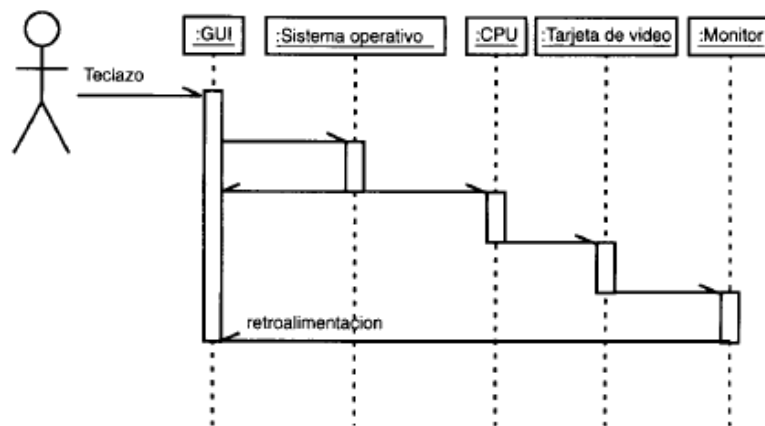 :GUI
:Sistema operativo
:CPU
:Tarjeta de video
:Monitor
Teclazo
retroalimentacion